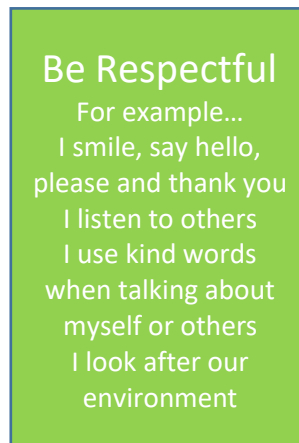 Be Respectful
For example…
I smile, say hello,
please and thank you
I listen to others
I use kind words
when talking about
myself or others
I look after our
environment